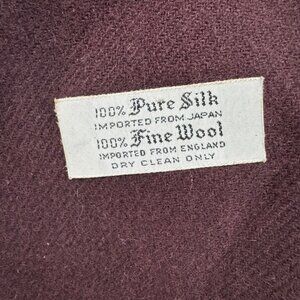 100% Pure Silk
IMPORTED FROM JAPAN
100% Fine Wool
IMPORTED FROM ENGLAND
DRY CLEAN ONLY